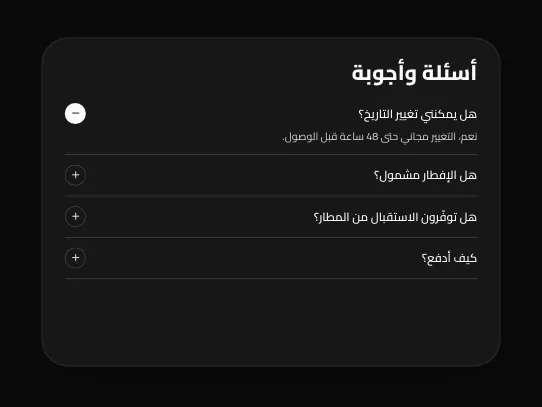 أسئلة وأجوبة
هل يمكنني تغيير التاريخ؟
نعم، التغيير مجاني حتى 48 ساعة قبل الوصول.
هل الإفطار مشمول؟
هل توفّرون الاستقبال من المطار؟
كيف أدفع؟